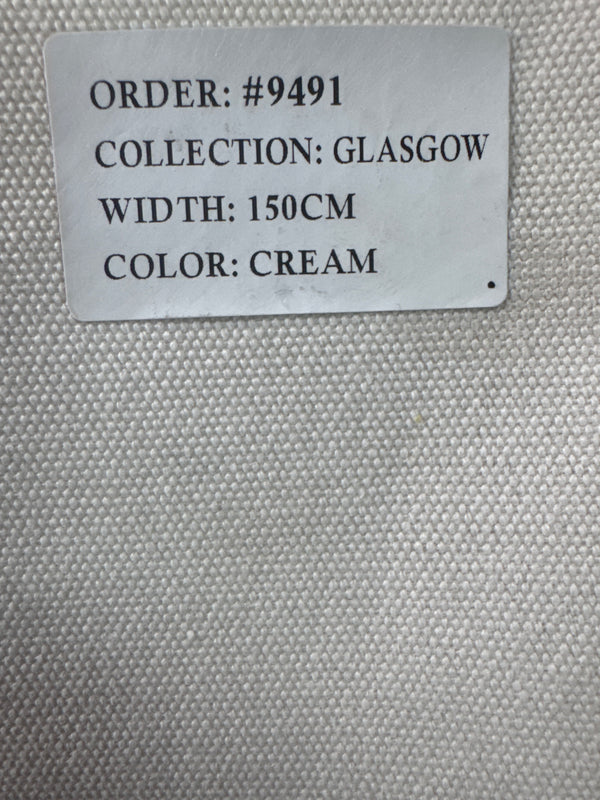 ORDER: #9491
COLLECTION: GLASGOW
WIDTH: 150CM
COLOR: CREAM